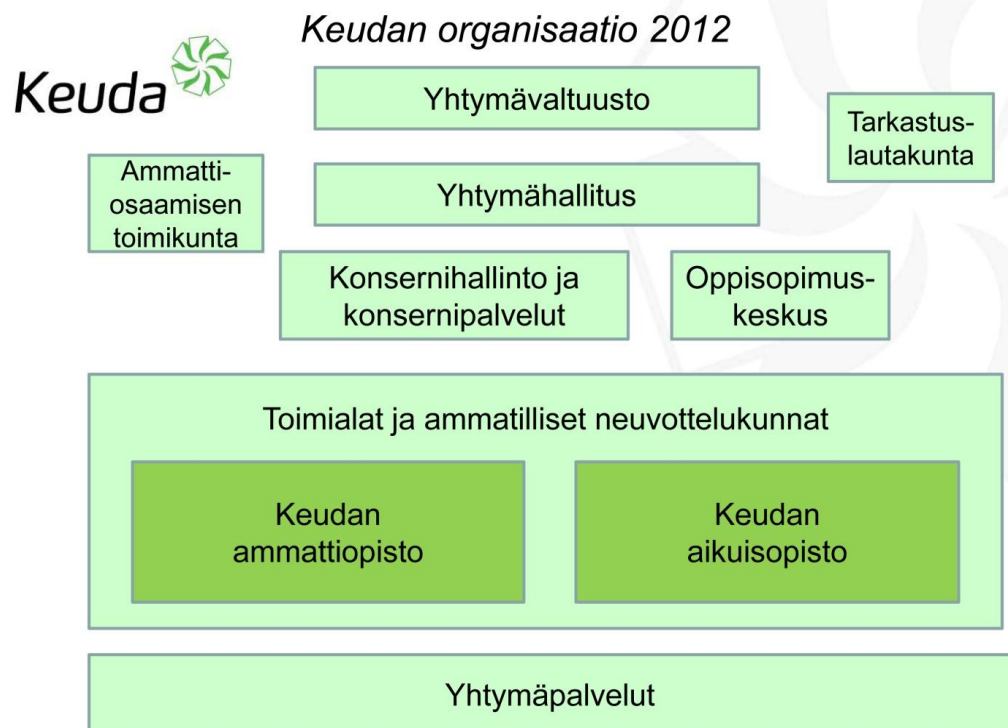 Keudan organisaatio 2012
Keuda
Yhtymävaltuusto
Tarkastus-
lautakunta
Ammatti-
osaamisen
toimikunta
Yhtymähallitus
Konsernihallinto ja
konsernipalvelut
Oppisopimus-
keskus
Toimialat ja ammatilliset neuvottelukunnat
Keudan
ammattiopisto
Keudan
aikuisopisto
Yhtymäpalvelut